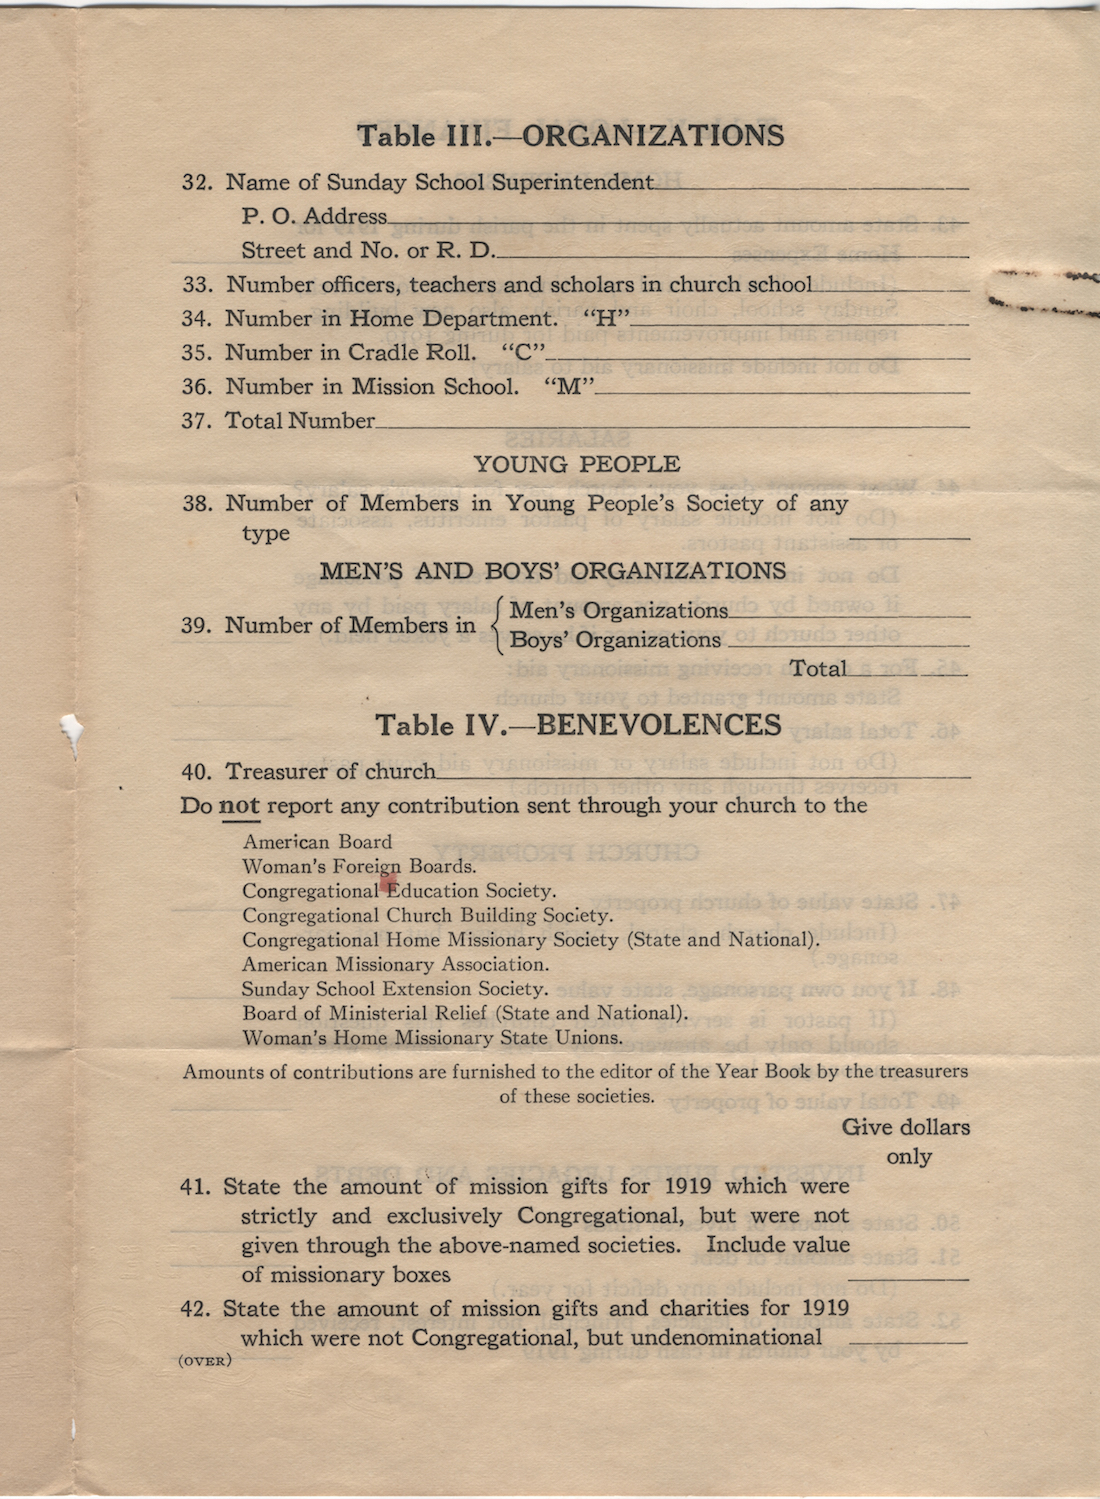 Table III.—ORGANIZATIONS
32. Name of Sunday School Superintendent
P. O. Address
Street and No. or R. D.
33. Number officers, teachers and scholars in church school
34. Number in Home Department. “H”
35. Number in Cradle Roll. “C”
36. Number in Mission School. “M”
37. Total Number
YOUNG PEOPLE
38. Number of Members in Young People’s Society of any
type
MEN’S AND BOYS’ ORGANIZATIONS
39. Number of Members in { Men’s Organizations
Boys’ Organizations
Total
Table IV.—BENEVOLENCES
40. Treasurer of church
Do not report any contribution sent through your church to the
American Board
Woman’s Foreign Boards.
Congregational Education Society.
Congregational Church Building Society.
Congregational Home Missionary Society (State and National).
American Missionary Association.
Sunday School Extension Society.
Board of Ministerial Relief (State and National).
Woman’s Home Missionary State Unions.
Amounts of contributions are furnished to the editor of the Year Book by the treasurers
of these societies.
Give dollars
only
41. State the amount of mission gifts for 1919 which were
strictly and exclusively Congregational, but were not
given through the above-named societies. Include value
of missionary boxes
42. State the amount of mission gifts and charities for 1919
which were not Congregational, but undenominational
(OVER)